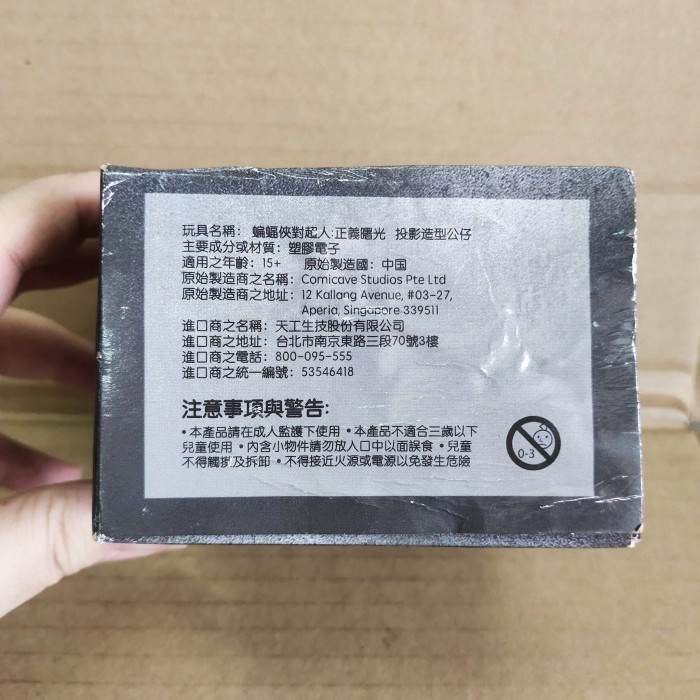 玩具名稱： 蝙蝠俠對超人:正義曙光 投影造型公仔
主要成分或材質：塑膠電子
適用之年齡：15+ 原始製造國：中国
原始製造商之名稱：Comicave Studios Pte Ltd
原始製造商之地址：12 Kallang Avenue, #03-27,
Aperia, Singapore 339511
進口商之名稱：天工生技股份有限公司
進口商之地址：台北市南京東路三段70號3樓
進口商之電話：800-095-555
進口商之統一編號：53546418
注意事項與警告:
•本產品請在成人監護下使用 •本產品不適合三歲以下
兒童使用 •內含小物件請勿放人口中以面誤食 •兒童
不得觸摸及拆卸 •不得接近火源或電源以免發生危險
0-3